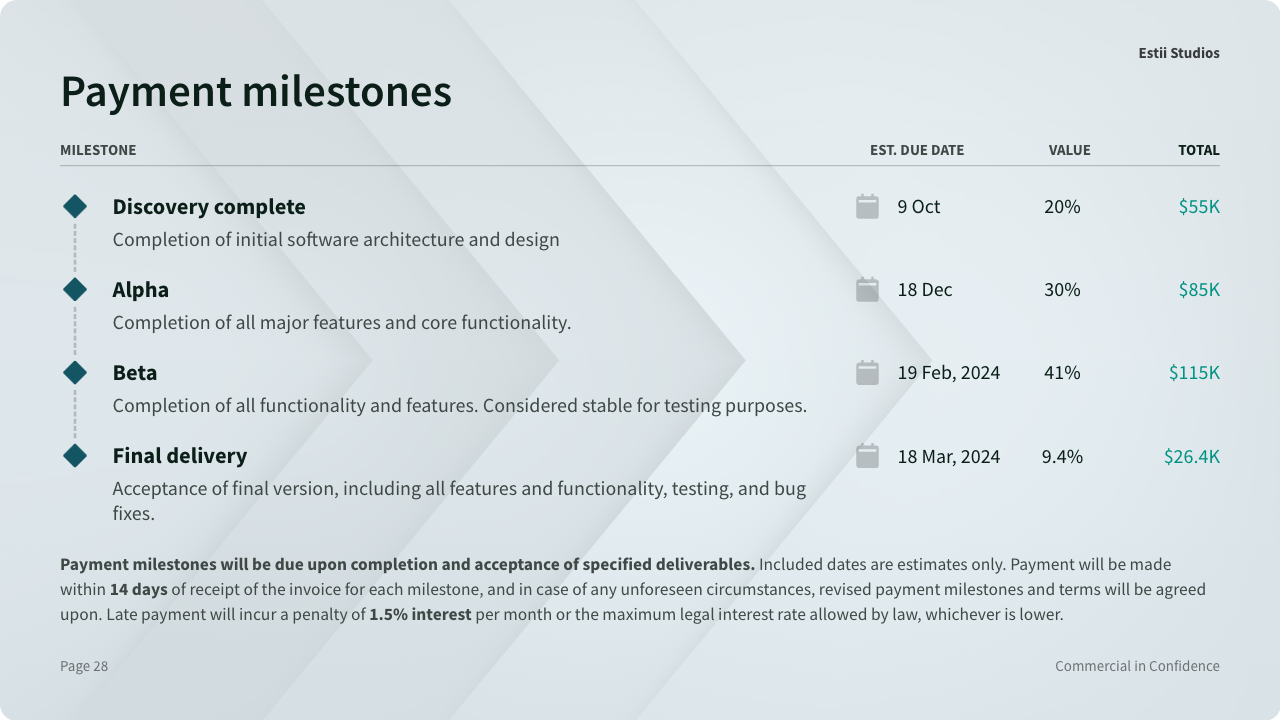 Estii Studios
Payment milestones
MILESTONE EST. DUE DATE VALUE TOTAL
Discovery complete 9 Oct 20% $55K
Completion of initial software architecture and design
Alpha 18 Dec 30% $85K
Completion of all major features and core functionality.
Beta 19 Feb, 2024 41% $115K
Completion of all functionality and features. Considered stable for testing purposes.
Final delivery 18 Mar, 2024 9.4% $26.4K
Acceptance of final version, including all features and functionality, testing, and bug
fixes.
Payment milestones will be due upon completion and acceptance of specified deliverables. Included dates are estimates only. Payment will be made
within 14 days of receipt of the invoice for each milestone, and in case of any unforeseen circumstances, revised payment milestones and terms will be agreed
upon. Late payment will incur a penalty of 1.5% interest per month or the maximum legal interest rate allowed by law, whichever is lower.
Page 28 Commercial in Confidence